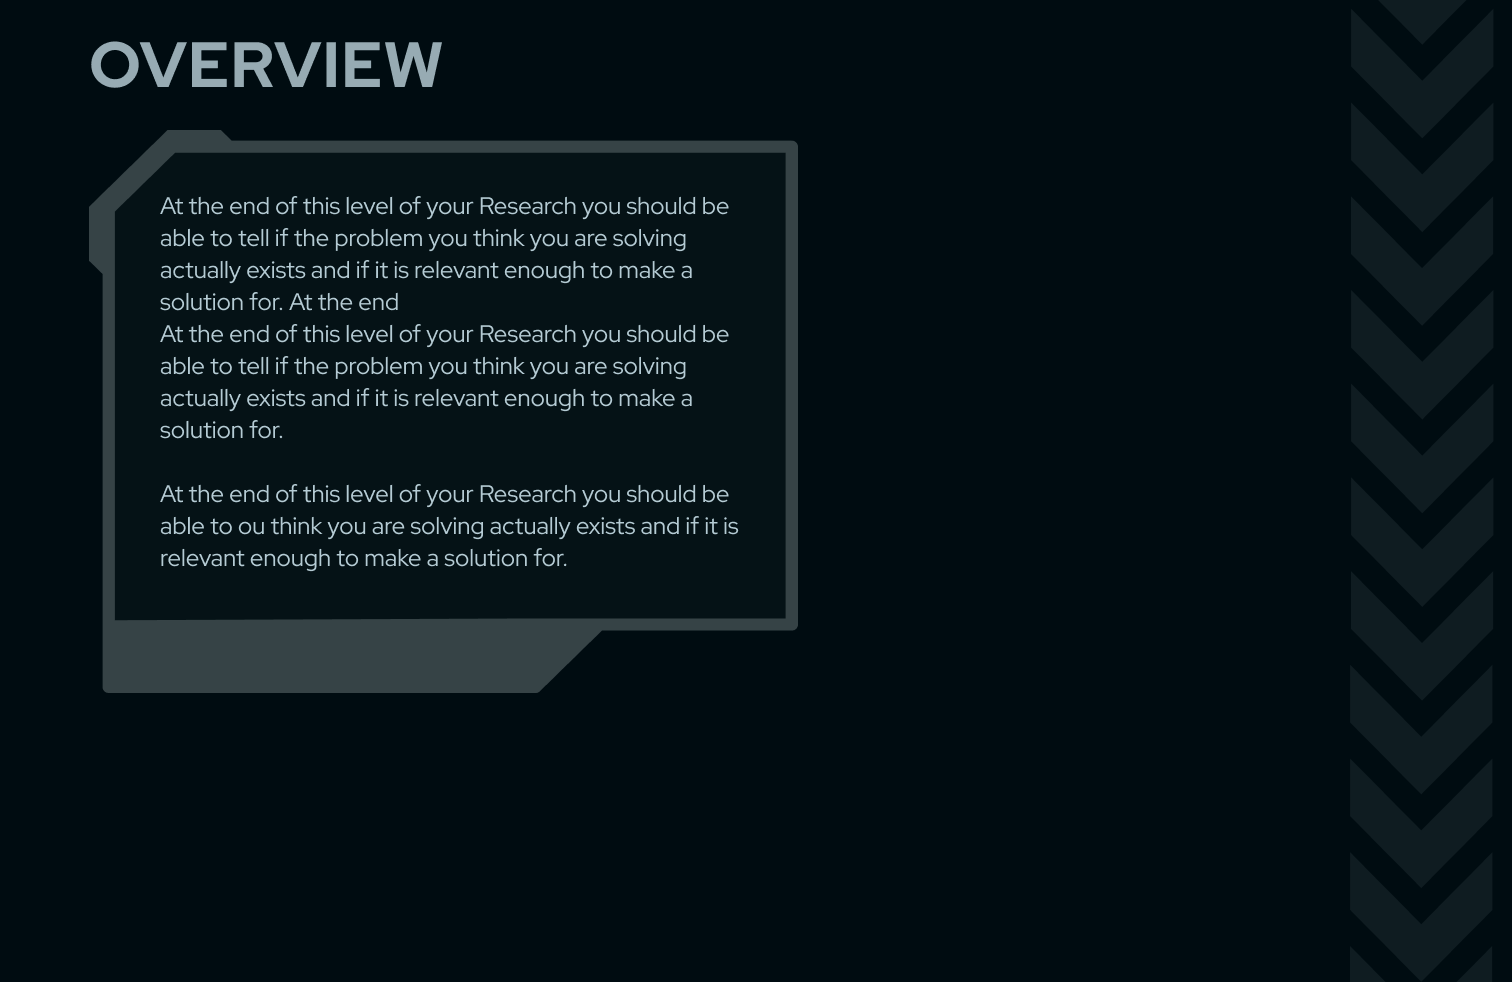 OVERVIEW
At the end of this level of your Research you should be
able to tell if the problem you think you are solving
actually exists and if it is relevant enough to make a
solution for. At the end
At the end of this level of your Research you should be
able to tell if the problem you think you are solving
actually exists and if it is relevant enough to make a
solution for.
At the end of this level of your Research you should be
able to ou think you are solving actually exists and if it is
relevant enough to make a solution for.